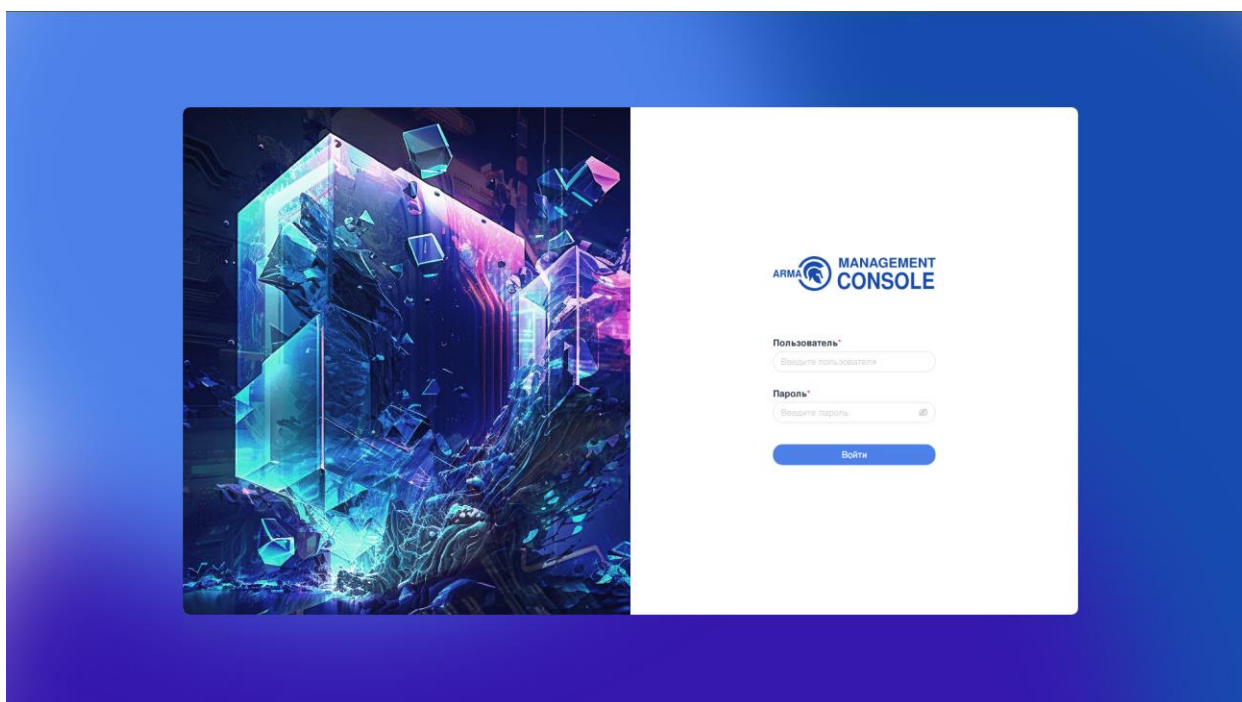 ARMA
MANAGEMENT
CONSOLE
Пользователь*
Введите пользователя
Пароль*
Введите пароль
Войти